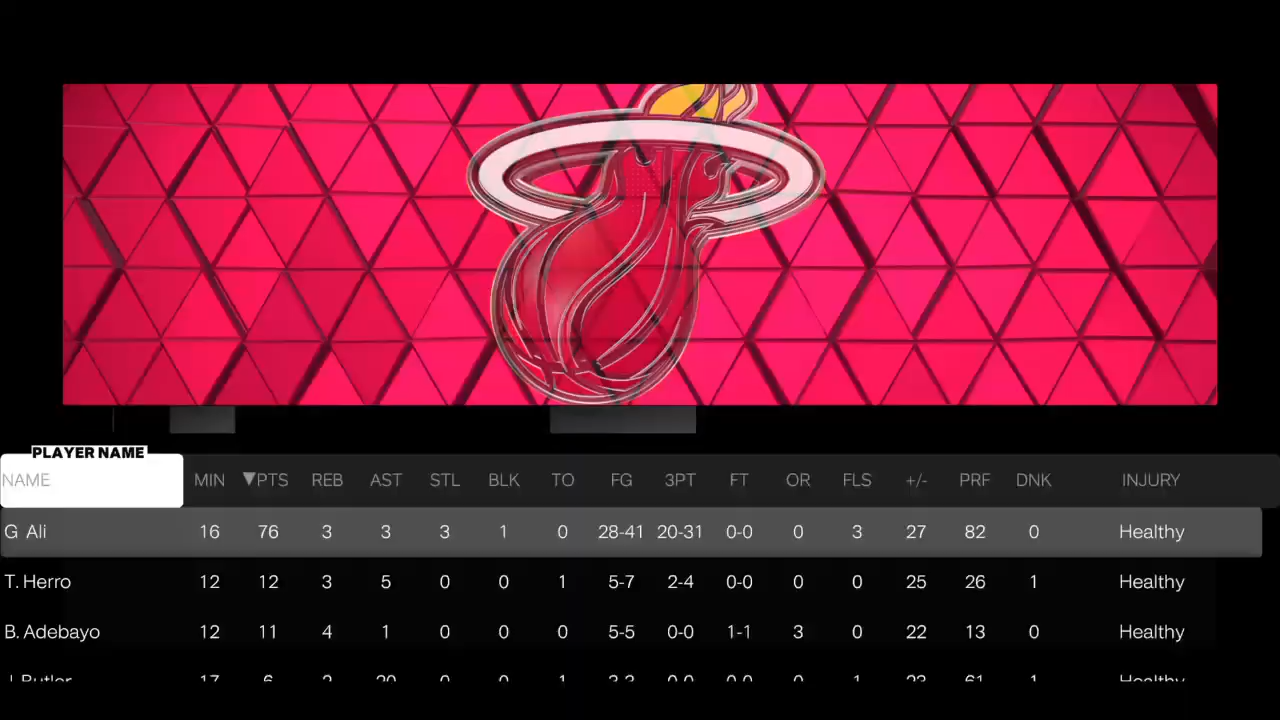 PLAYER NAME
NAME MIN ▼PTS REB AST STL BLK TO FG 3PT FT OR FLS +/- PRF DNK INJURY
G Ali 16 76 3 3 3 1 0 28-41 20-31 0-0 0 3 27 82 0 Healthy
T. Herro 12 12 3 5 0 0 1 5-7 2-4 0-0 0 0 25 26 1 Healthy
B. Adebayo 12 11 4 1 0 0 0 5-5 0-0 1-1 3 0 22 13 0 Healthy